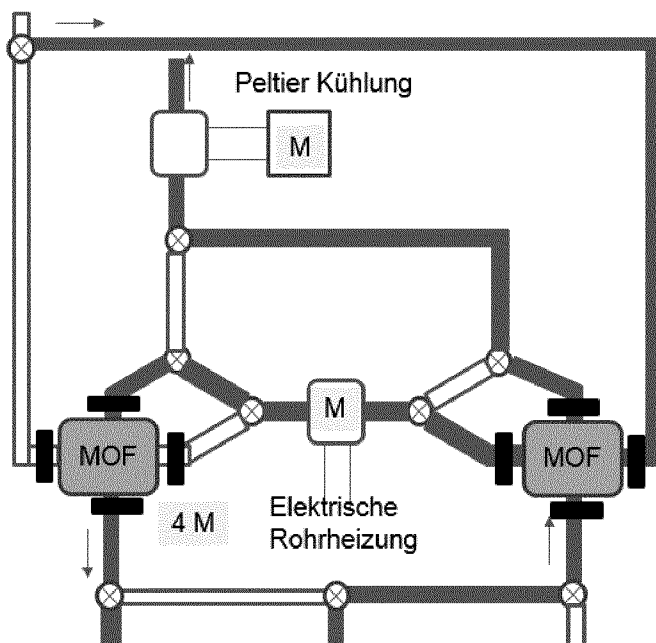 Peltier Kühlung
M
M
MOF
MOF
4 M
Elektrische
Rohrheizung